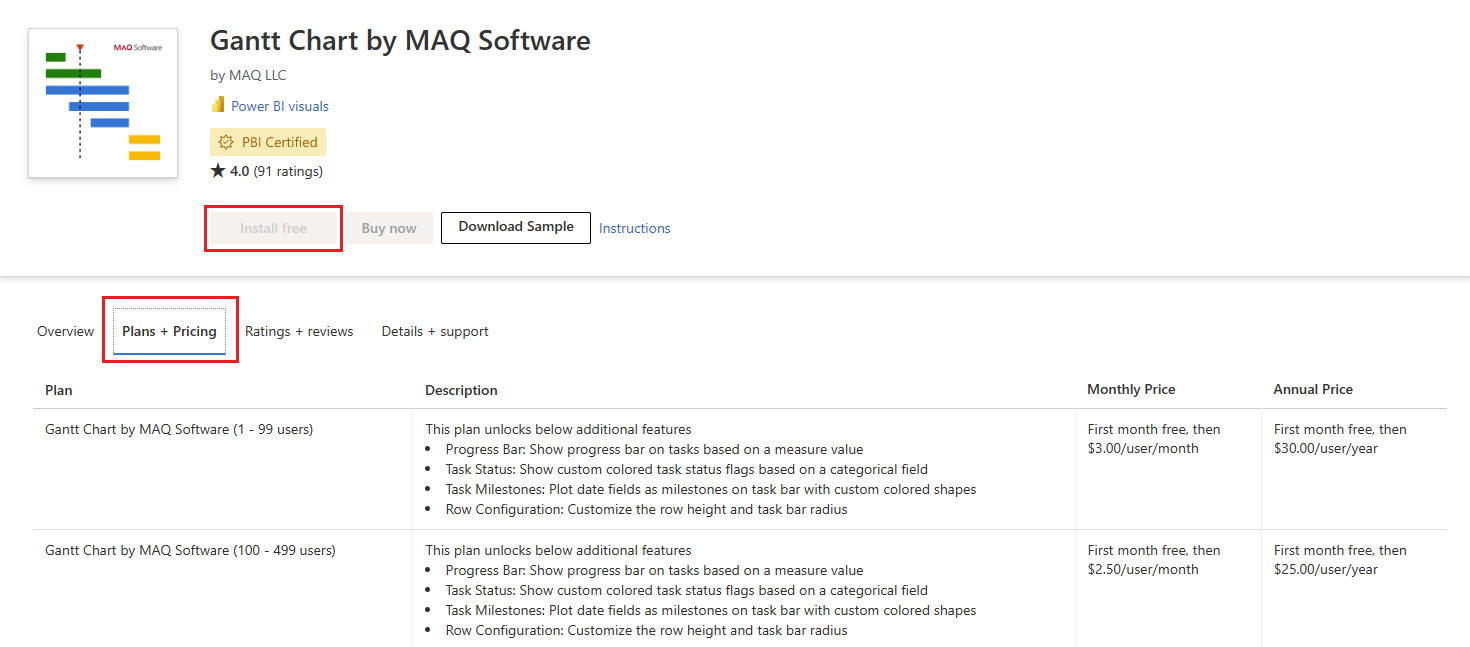 MAQ Software
Gantt Chart by MAQ Software
by MAQ LLC
Power BI visuals
PBI Certified
★ 4.0 (91 ratings)
Install free
Buy now
Download Sample
Instructions
Overview
Plans + Pricing
Ratings + reviews
Details + support
Plan
Description
Monthly Price
Annual Price
Gantt Chart by MAQ Software (1 - 99 users)
This plan unlocks below additional features
• Progress Bar: Show progress bar on tasks based on a measure value
• Task Status: Show custom colored task status flags based on a categorical field
• Task Milestones: Plot date fields as milestones on task bar with custom colored shapes
• Row Configuration: Customize the row height and task bar radius
First month free, then
$3.00/user/month
First month free, then
$30.00/user/year
Gantt Chart by MAQ Software (100 - 499 users)
This plan unlocks below additional features
• Progress Bar: Show progress bar on tasks based on a measure value
• Task Status: Show custom colored task status flags based on a categorical field
• Task Milestones: Plot date fields as milestones on task bar with custom colored shapes
• Row Configuration: Customize the row height and task bar radius
First month free, then
$2.50/user/month
First month free, then
$25.00/user/year